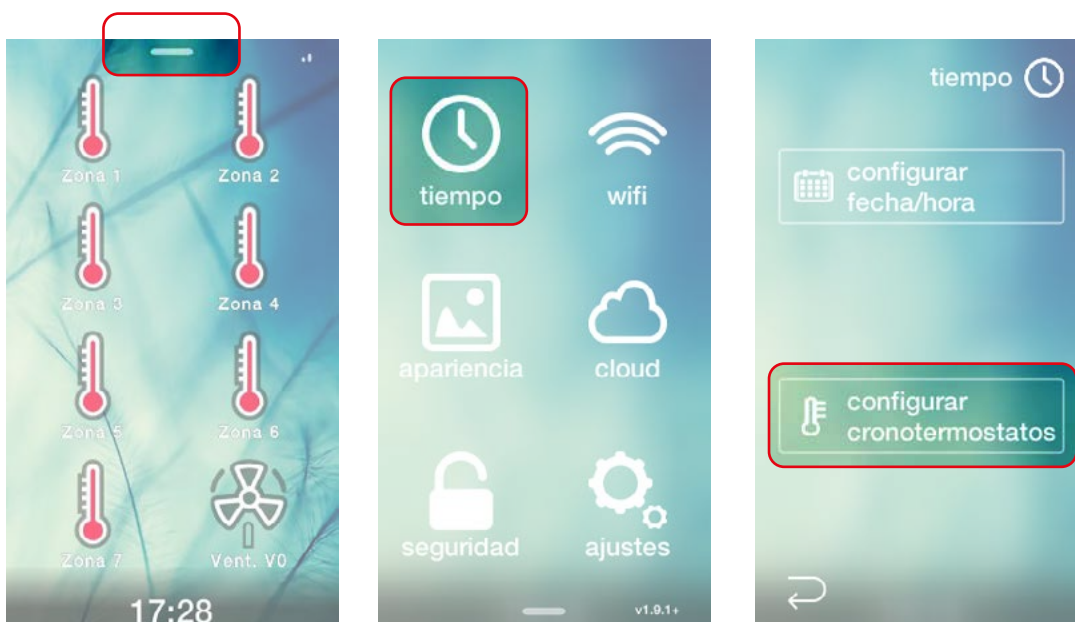 Zona 1
Zona 2
Zona 3
Zona 4
Zona 5
Zona 6
Zona 7
Vent. V0
17:28
tiempo
wifi
apariencia
cloud
seguridad
ajustes
v1.9.1+
tiempo
configurar
fecha/hora
configurar
cronotermostatos